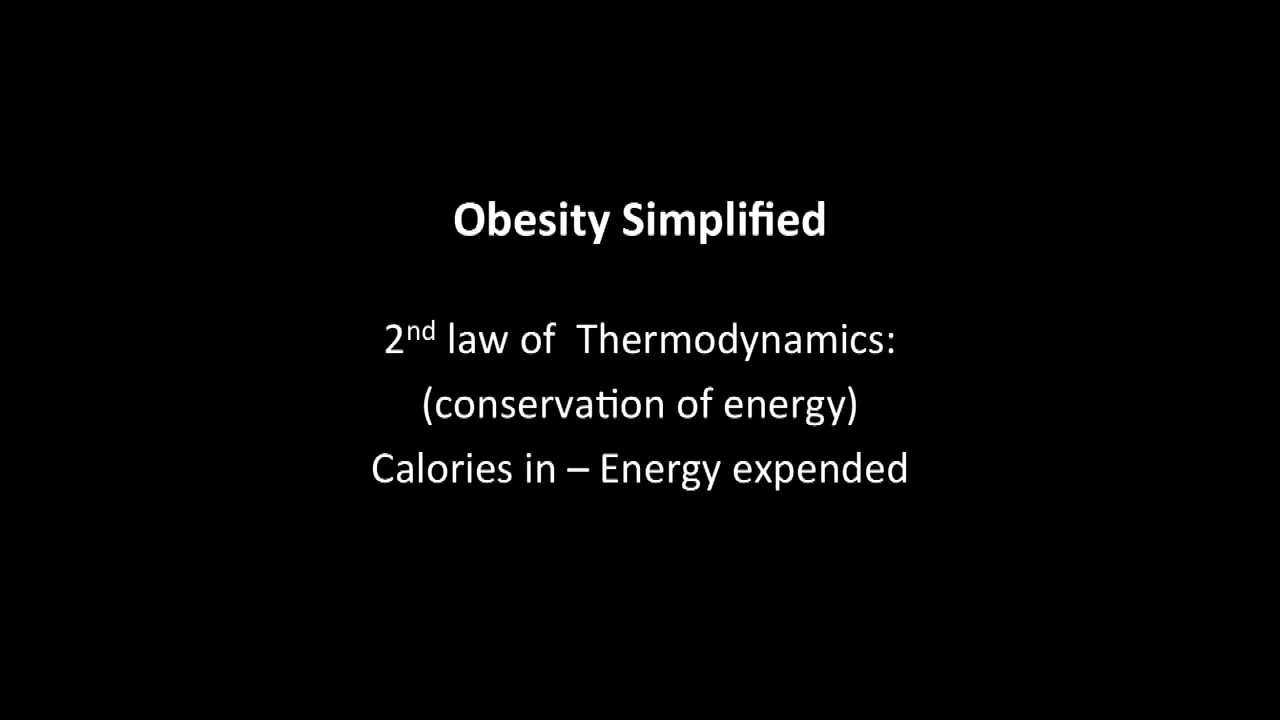 Obesity Simplified
2nd law of  Thermodynamics:
(conservation of energy)
Calories in – Energy expended